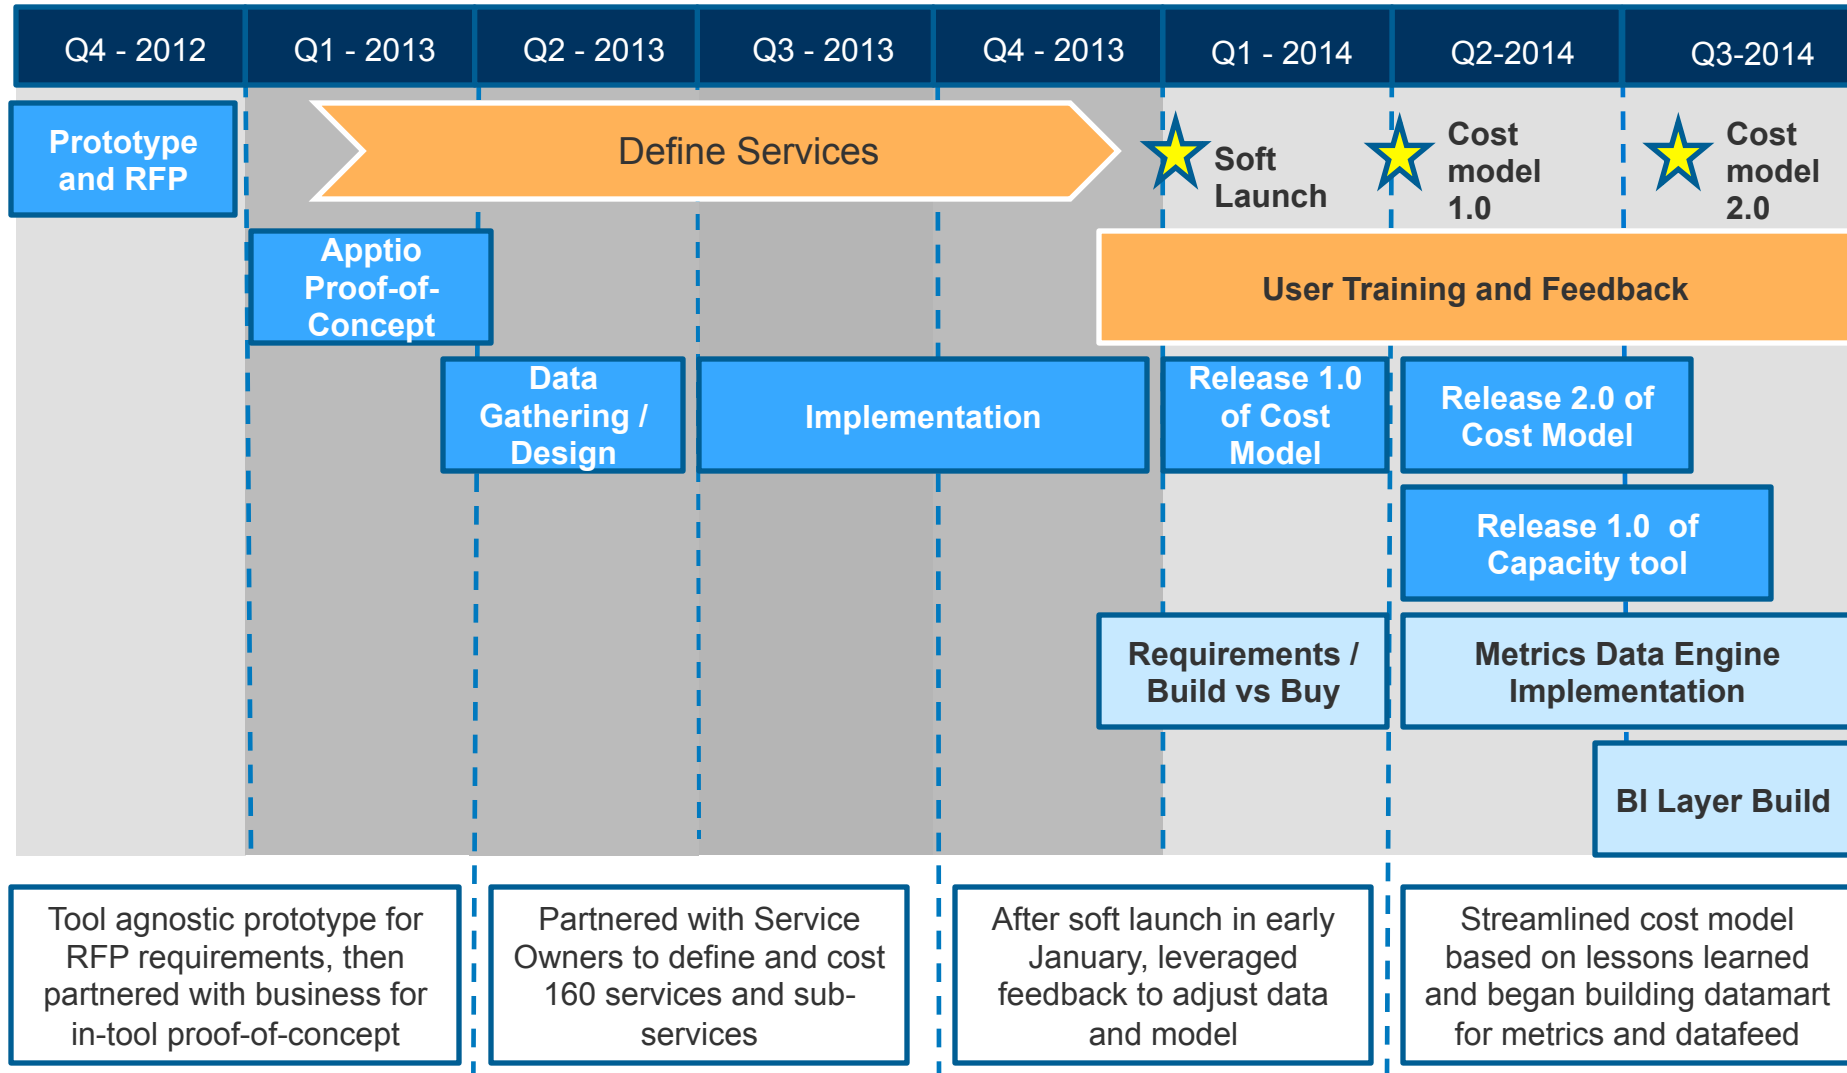 Q4 - 2012
Q1 - 2013
Q2 - 2013
Q3 - 2013
Q4 - 2013
Q1 - 2014
Q2-2014
Q3-2014
Prototype
and RFP
Define Services
Soft
Launch
Cost
model
1.0
Cost
model
2.0
Apptio
Proof-of-
Concept
User Training and Feedback
Data
Gathering /
Design
Implementation
Release 1.0
of Cost
Model
Release 2.0 of
Cost Model
Release 1.0  of
Capacity tool
Requirements /
Build vs Buy
Metrics Data Engine
Implementation
BI Layer Build
Tool agnostic prototype for
RFP requirements, then
partnered with business for
in-tool proof-of-concept
Partnered with Service
Owners to define and cost
160 services and sub-
services
After soft launch in early
January, leveraged
feedback to adjust data
and model
Streamlined cost model
based on lessons learned
and began building datamart
for metrics and datafeed